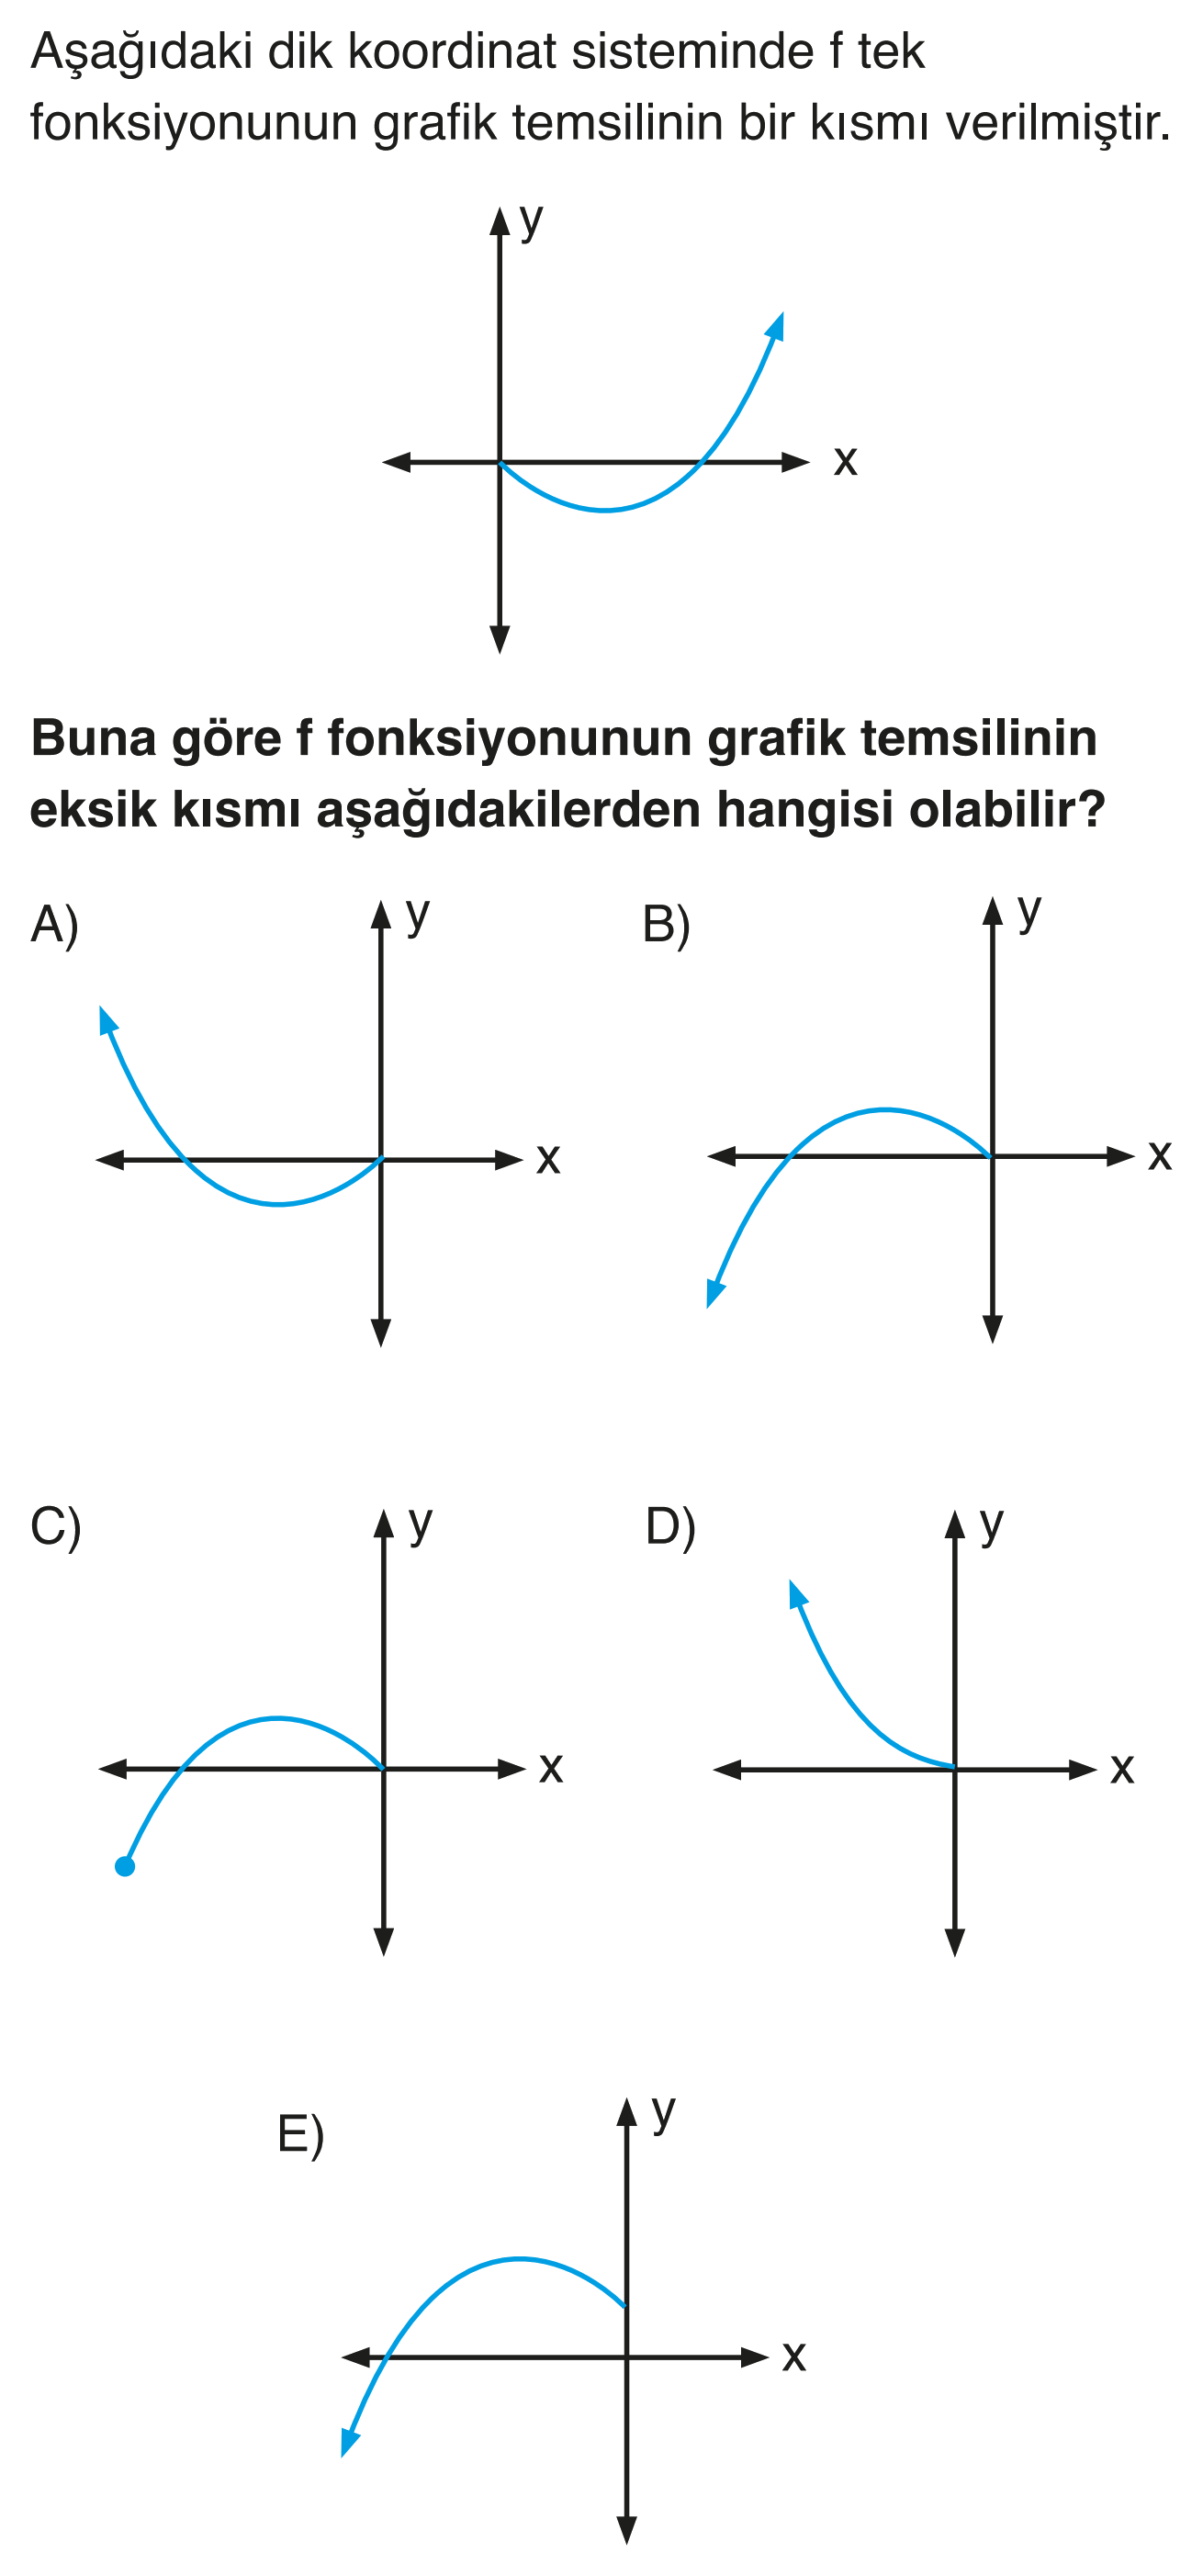 Aşağıdaki dik koordinat sisteminde f tek
fonksiyonunun grafik temsilinin bir kısmı verilmiştir.
y
x
Buna göre f fonksiyonunun grafik temsilinin
eksik kısmı aşağıdakilerden hangisi olabilir?
A)
y
x
B)
y
x
C)
y
x
D)
y
x
E)
y
x